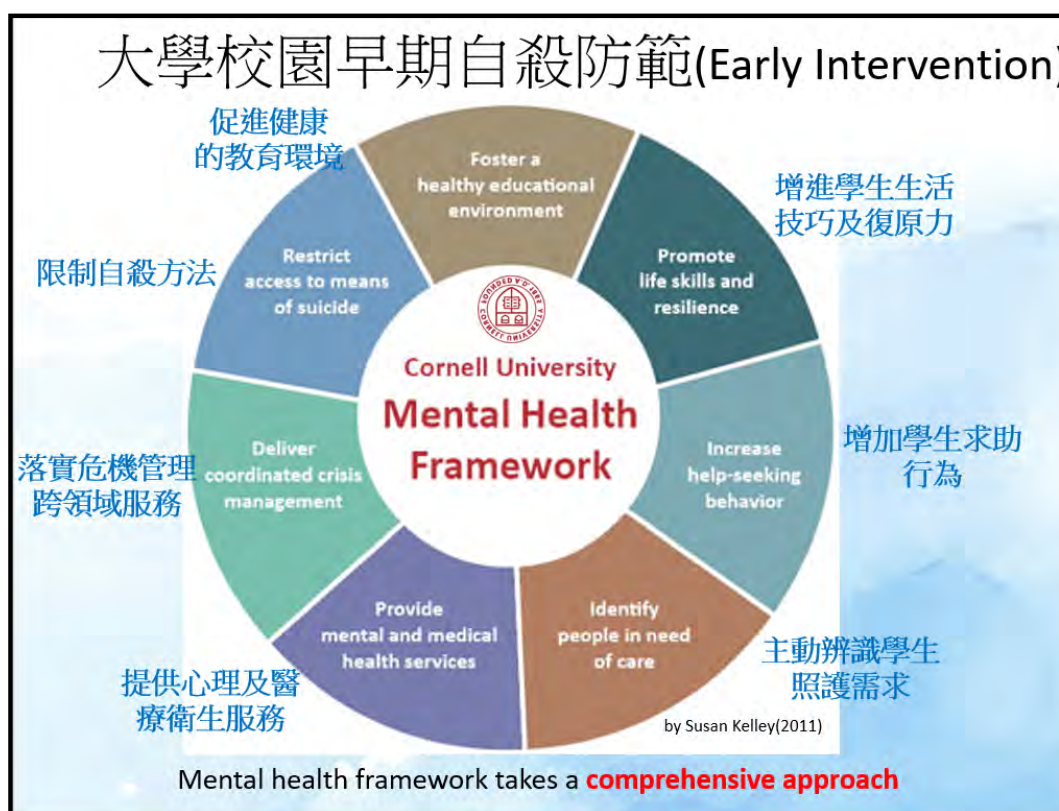 大學校園早期自殺防範(Early Intervention)
促進健康
的教育環境
Foster a
healthy educational
environment
增進學生生活
技巧及復原力
Promote
life skills and
resilience
限制自殺方法
Restrict
access to means
of suicide
Cornell University
Mental Health
Framework
增加學生求助
行為
Increase
help-seeking
behavior
落實危機管理
跨領域服務
Deliver
coordinated crisis
management
Provide
mental and medical
health services
Identify
people in need
of care
主動辨識學生
照護需求
提供心理及醫
療衛生服務
by Susan Kelley(2011)
Mental health framework takes a comprehensive approach